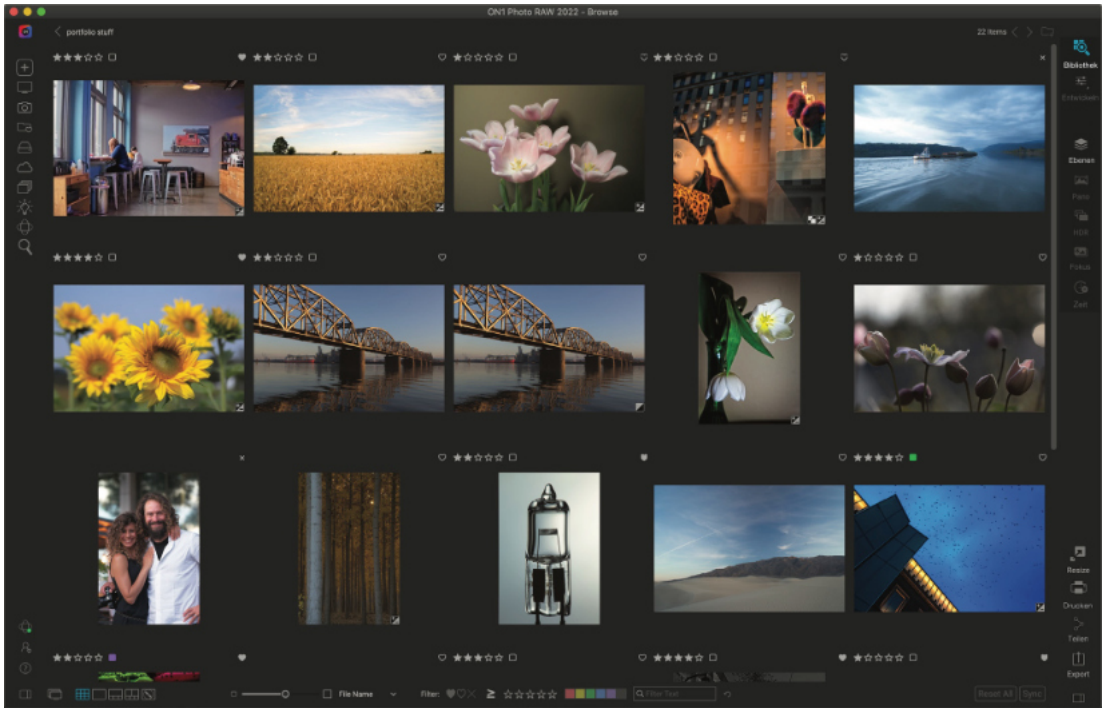 ON1 Photo RAW 2022 - Browse
portfolio stuff
22 Items
Bibliothek
Entwickeln
Ebenen
Pano
HDR
Fokus
Zeit
Resize
Drucken
Teilen
Export
File Name
Filter:
Filter Text
Reset All
Sync